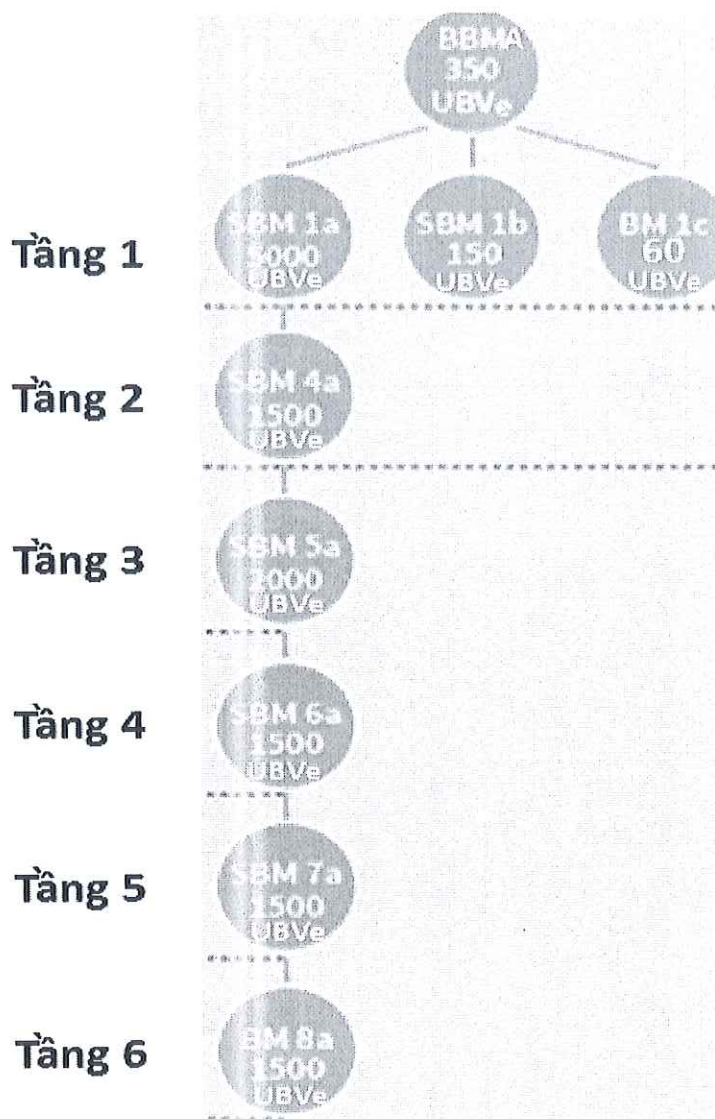 BBMA
350
UBVe
Tầng 1
SBM 1a
5000
UBVe
SBM 1b
150
UBVe
BM 1c
60
UBVe
Tầng 2
SBM 4a
1500
UBVe
Tầng 3
SBM 5a
2000
UBVe
Tầng 4
SBM 6a
1500
UBVe
Tầng 5
SBM 7a
1500
UBVe
Tầng 6
BM 8a
1500
UBVe